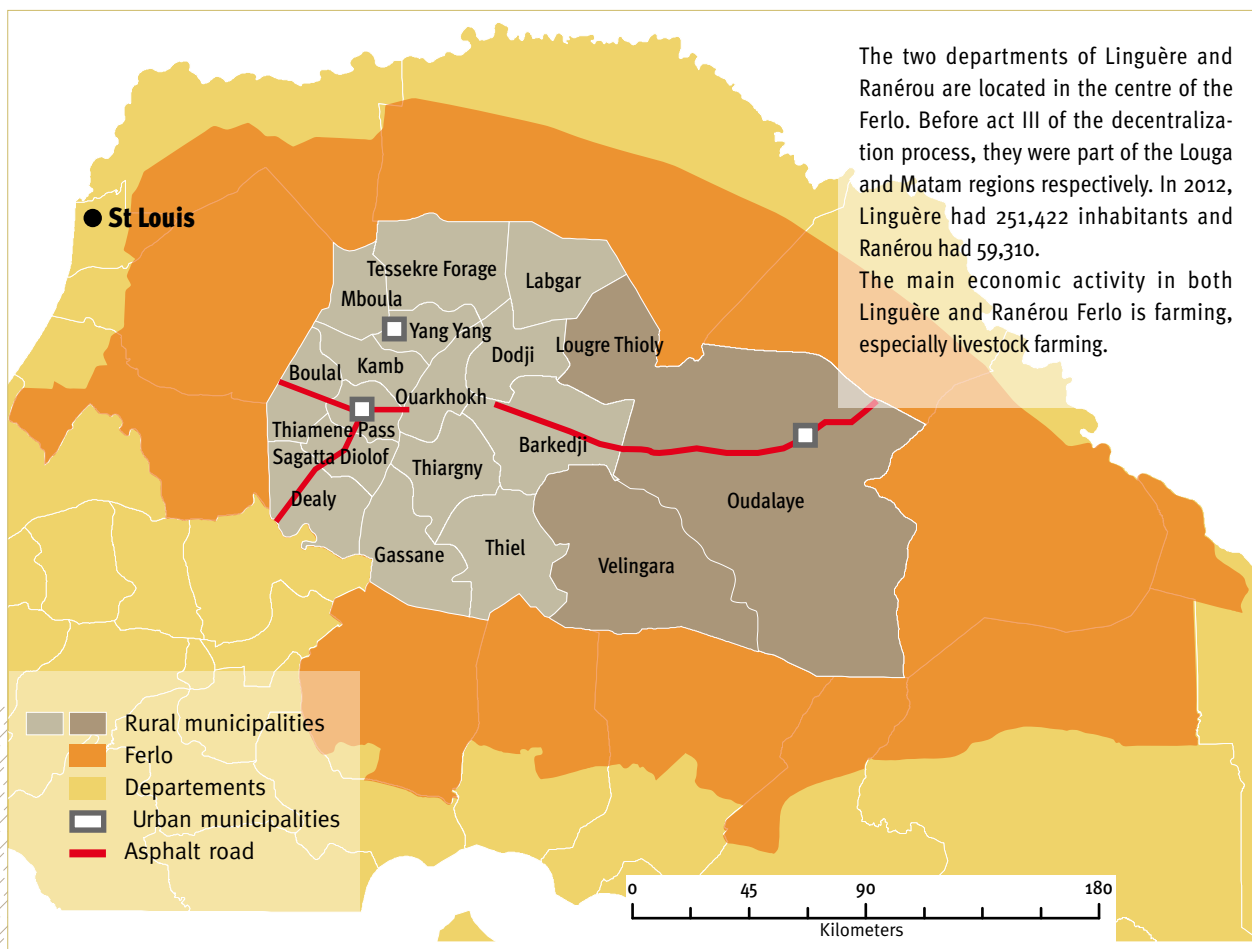 The two departments of Linguère and
Ranérou are located in the centre of the
Ferlo. Before act III of the decentraliza-
tion process, they were part of the Louga
and Matam regions respectively. In 2012,
Linguère had 251,422 inhabitants and
Ranérou had 59,310.
The main economic activity in both
Linguère and Ranérou Ferlo is farming,
especially livestock farming.
St Louis
Tessekre Forage
Labgar
Mboula
Yang Yang
Lougre Thioly
Dodji
Kamb
Boulal
Ouarkhokh
Thiamene Pass
Barkedji
Sagatta Diolof
Thiargny
Dealy
Oudalaye
Gassane
Thiel
Velingara
Rural municipalities
Ferlo
Departements
Urban municipalities
Asphalt road
0 45 90 180
Kilometers